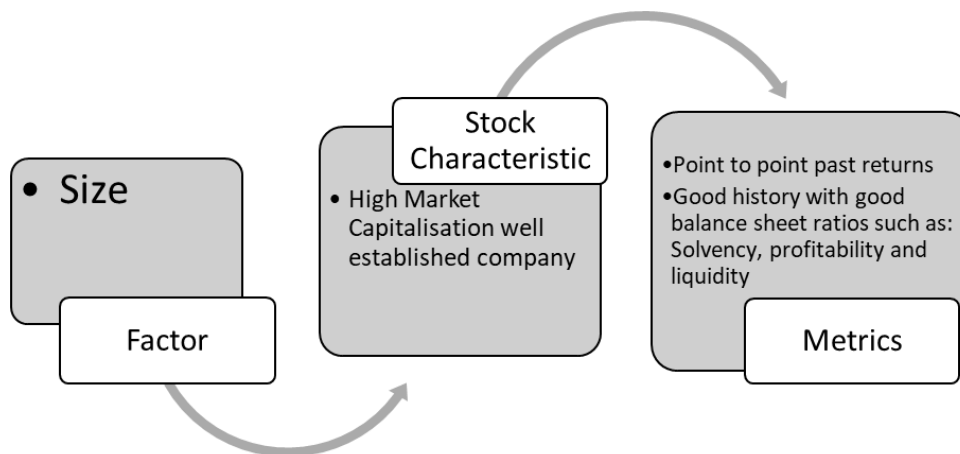 • Size
Factor
Stock
Characteristic
• High Market
Capitalisation well
established company
•Point to point past returns
•Good history with good
balance sheet ratios such as:
Solvency, profitability and
liquidity
Metrics